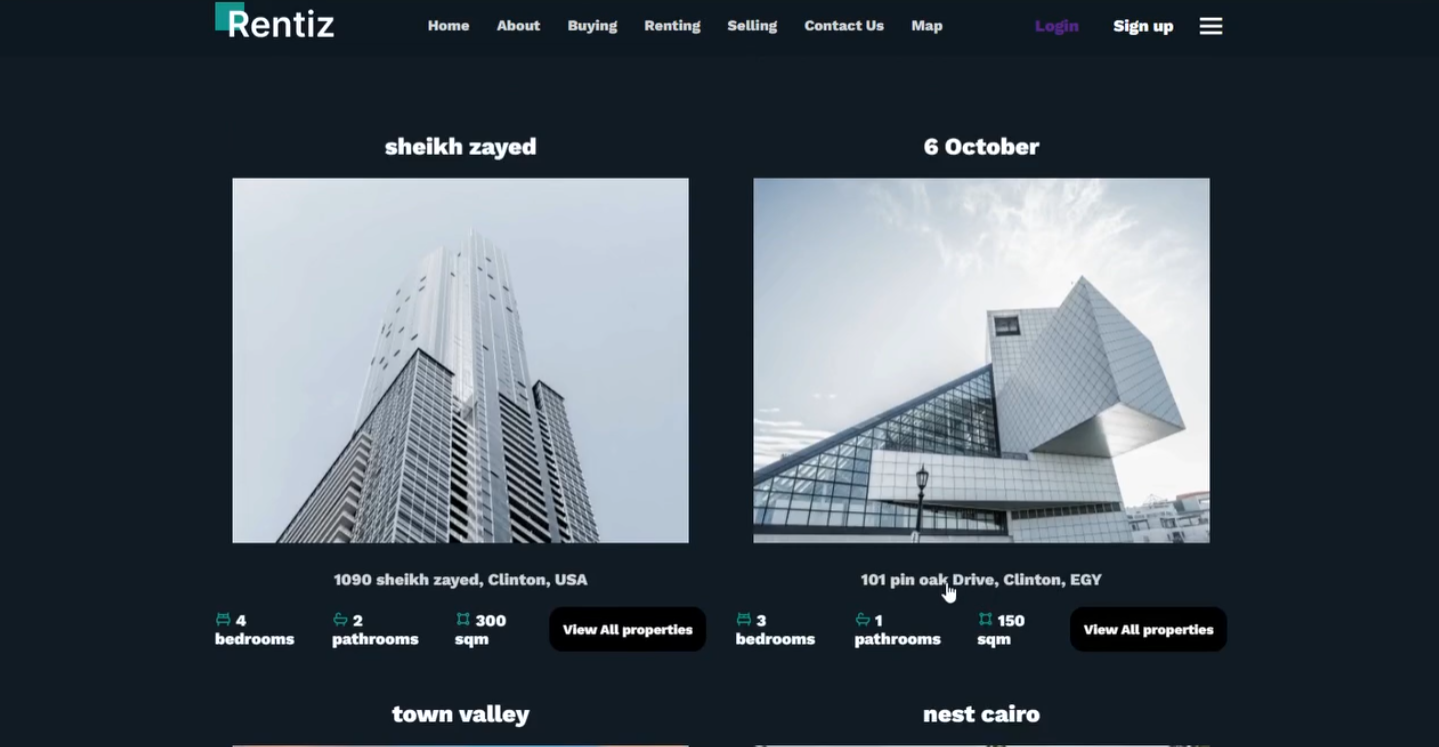 Rentiz
Home About Buying Renting Selling Contact Us Map Login Sign up
sheikh zayed
1090 sheikh zayed, Clinton, USA
4 bedrooms
2 pathrooms
300 sqm
View All properties
6 October
101 pin oak Drive, Clinton, EGY
3 bedrooms
1 pathrooms
150 sqm
View All properties
town valley
nest cairo